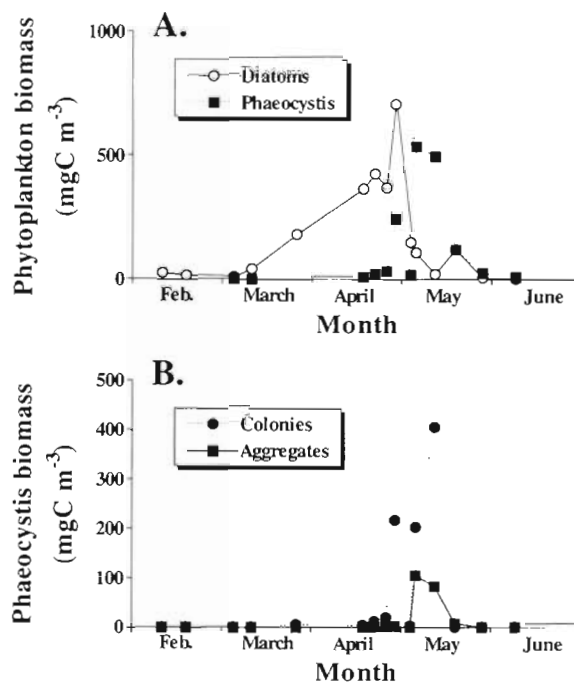 A.
Phytoplankton biomass
(mgC m⁻³)
1000
500
0
Diatoms
Phaeocystis
Feb. March April May June
Month
B.
Phaeocystis biomass
(mgC m⁻³)
500
400
300
200
100
0
Colonies
Aggregates
Feb. March April May June
Month